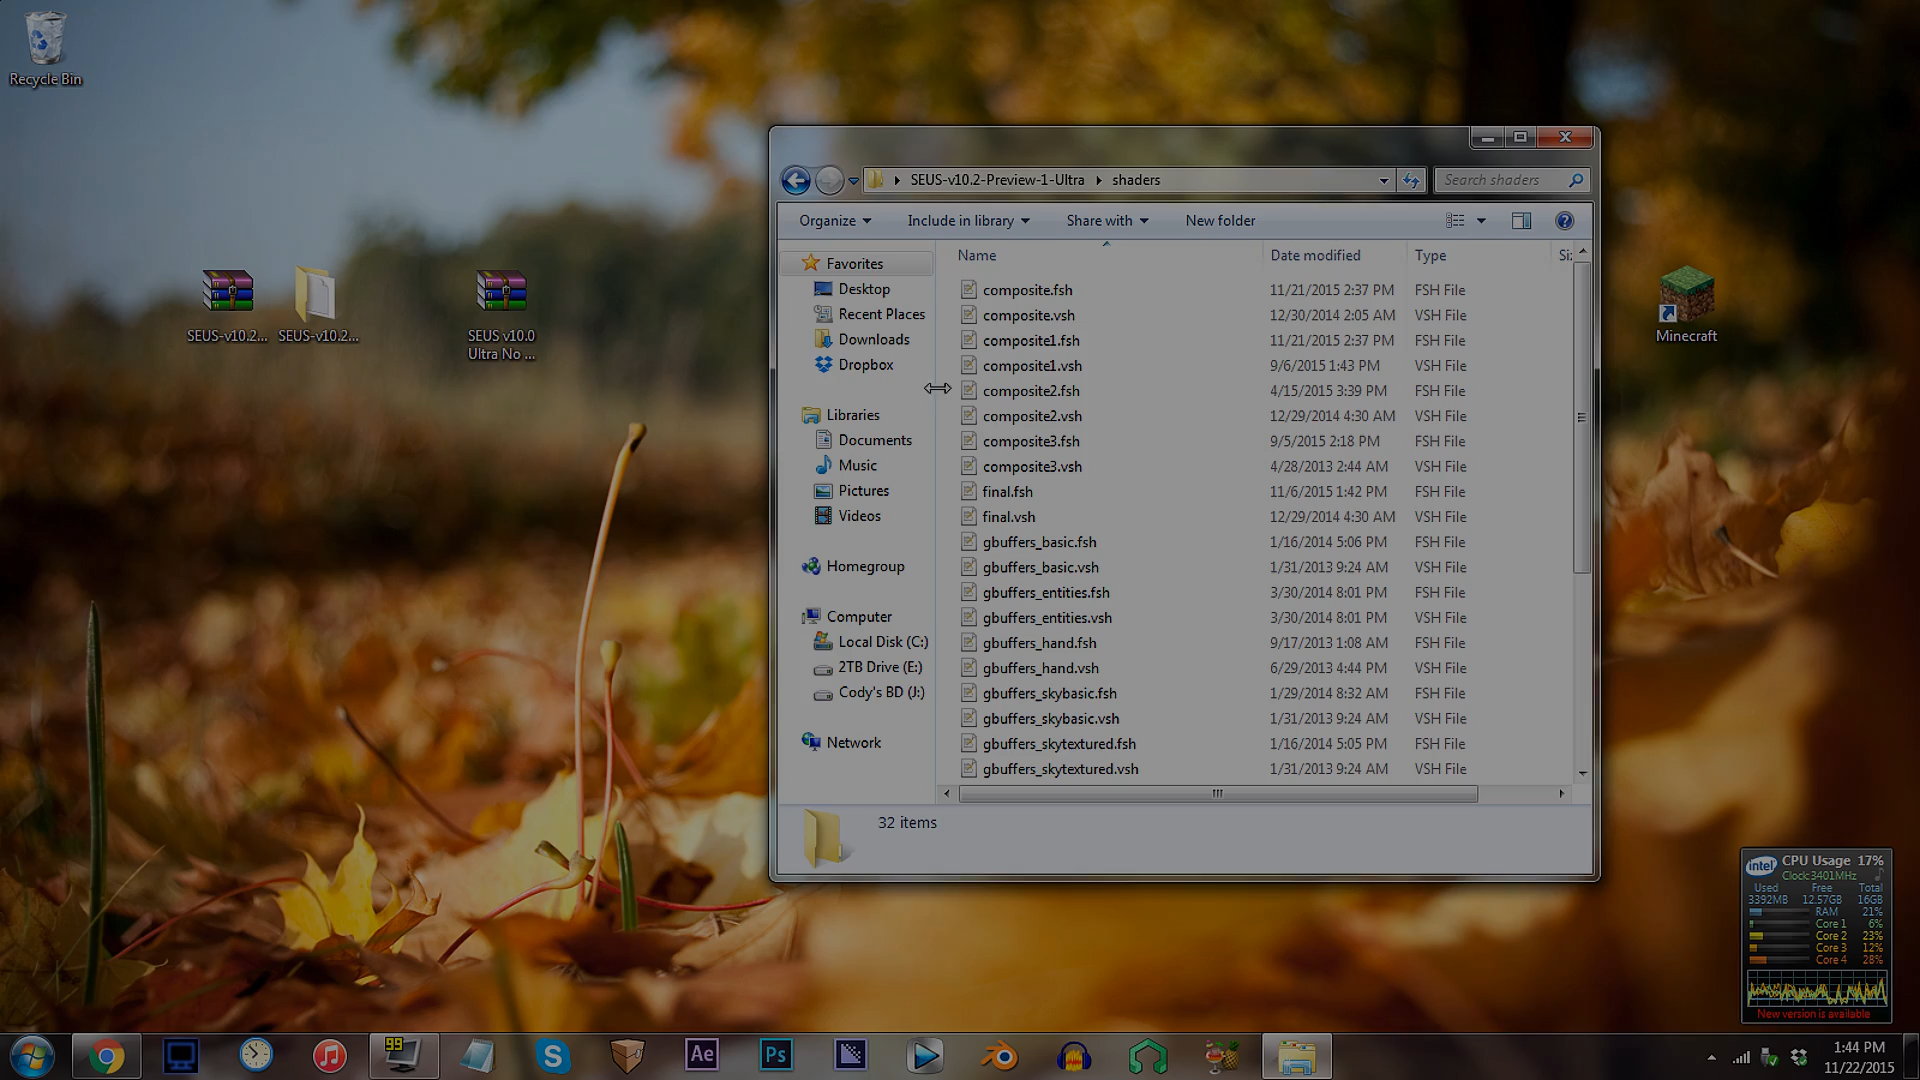 Recycle Bin
SEUS-v10.2...
SEUS-v10.2...
SEUS v10.0
Ultra No ...
Minecraft
SEUS-v10.2-Preview-1-Ultra
shaders
Search shaders
Organize
Include in library
Share with
New folder
Favorites
Desktop
Recent Places
Downloads
Dropbox
Libraries
Documents
Music
Pictures
Videos
Homegroup
Computer
Local Disk (C:)
2TB Drive (E:)
Cody's BD (J:)
Network
Name Date modified Type Si
composite.fsh 11/21/2015 2:37 PM FSH File
composite.vsh 12/30/2014 2:05 AM VSH File
composite1.fsh 11/21/2015 2:37 PM FSH File
composite1.vsh 9/6/2015 1:43 PM VSH File
composite2.fsh 4/15/2015 3:39 PM FSH File
composite2.vsh 12/29/2014 4:30 AM VSH File
composite3.fsh 9/5/2015 2:18 PM FSH File
composite3.vsh 4/28/2013 2:44 AM VSH File
final.fsh 11/6/2015 1:42 PM FSH File
final.vsh 12/29/2014 4:30 AM VSH File
gbuffers_basic.fsh 1/16/2014 5:06 PM FSH File
gbuffers_basic.vsh 1/31/2013 9:24 AM VSH File
gbuffers_entities.fsh 3/30/2014 8:01 PM FSH File
gbuffers_entities.vsh 3/30/2014 8:01 PM VSH File
gbuffers_hand.fsh 9/17/2013 1:08 AM FSH File
gbuffers_hand.vsh 6/29/2013 4:44 PM VSH File
gbuffers_skybasic.fsh 1/29/2014 8:32 AM FSH File
gbuffers_skybasic.vsh 1/31/2013 9:24 AM VSH File
gbuffers_skytextured.fsh 1/16/2014 5:05 PM FSH File
gbuffers_skytextured.vsh 1/31/2013 9:24 AM VSH File
32 items
intel CPU Usage 17%
Clock 3401MHz
Used Free Total
3392MB 12.57GB 16GB
RAM 21%
Core 1 6%
Core 2 23%
Core 3 12%
Core 4 28%
New version is available
99
Ae
Ps
1:44 PM
11/22/2015